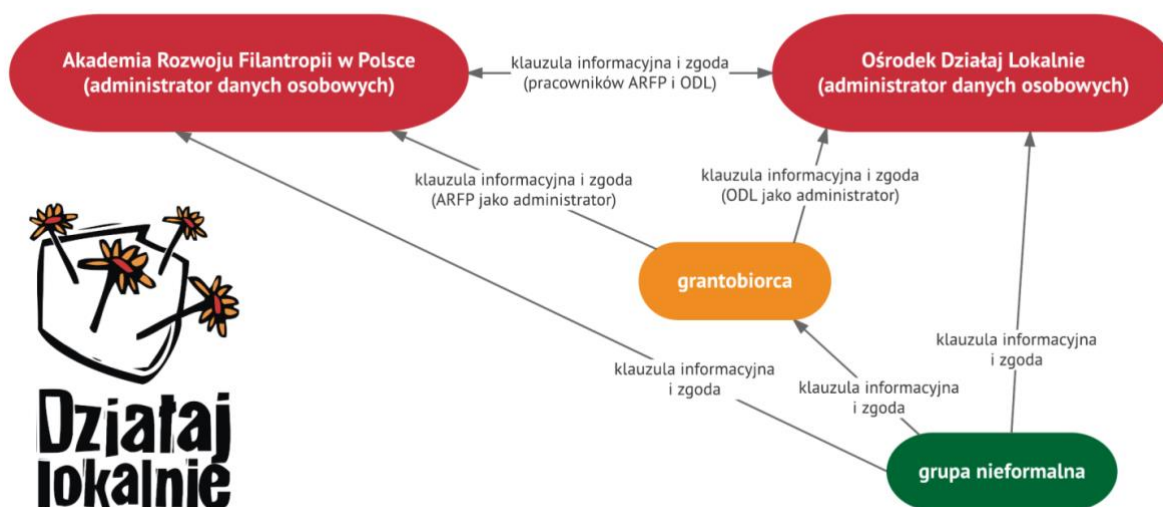 Akademia Rozwoju Filantropii w Polsce
(administrator danych osobowych)
klauzula informacyjna i zgoda
(pracowników ARFP i ODL)
Ośrodek Działaj Lokalnie
(administrator danych osobowych)
klauzula informacyjna i zgoda
(ARFP jako administrator)
klauzula informacyjna i zgoda
(ODL jako administrator)
grantobiorca
klauzula informacyjna
i zgoda
klauzula informacyjna
i zgoda
klauzula informacyjna
i zgoda
grupa nieformalna
Działaj
lokalnie